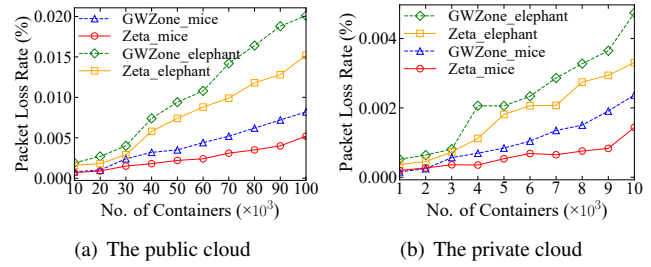 Packet Loss Rate (%)
0.020
0.015
0.010
0.005
0.000
GWZone_mice
Zeta_mice
GWZone_elephant
Zeta_elephant
10 20 30 40 50 60 70 80 90 100
No. of Containers (×10³)
(a) The public cloud
Packet Loss Rate (%)
0.004
0.002
0.000
GWZone_elephant
Zeta_elephant
GWZone_mice
Zeta_mice
1 2 3 4 5 6 7 8 9 10
No. of Containers (×10³)
(b) The private cloud